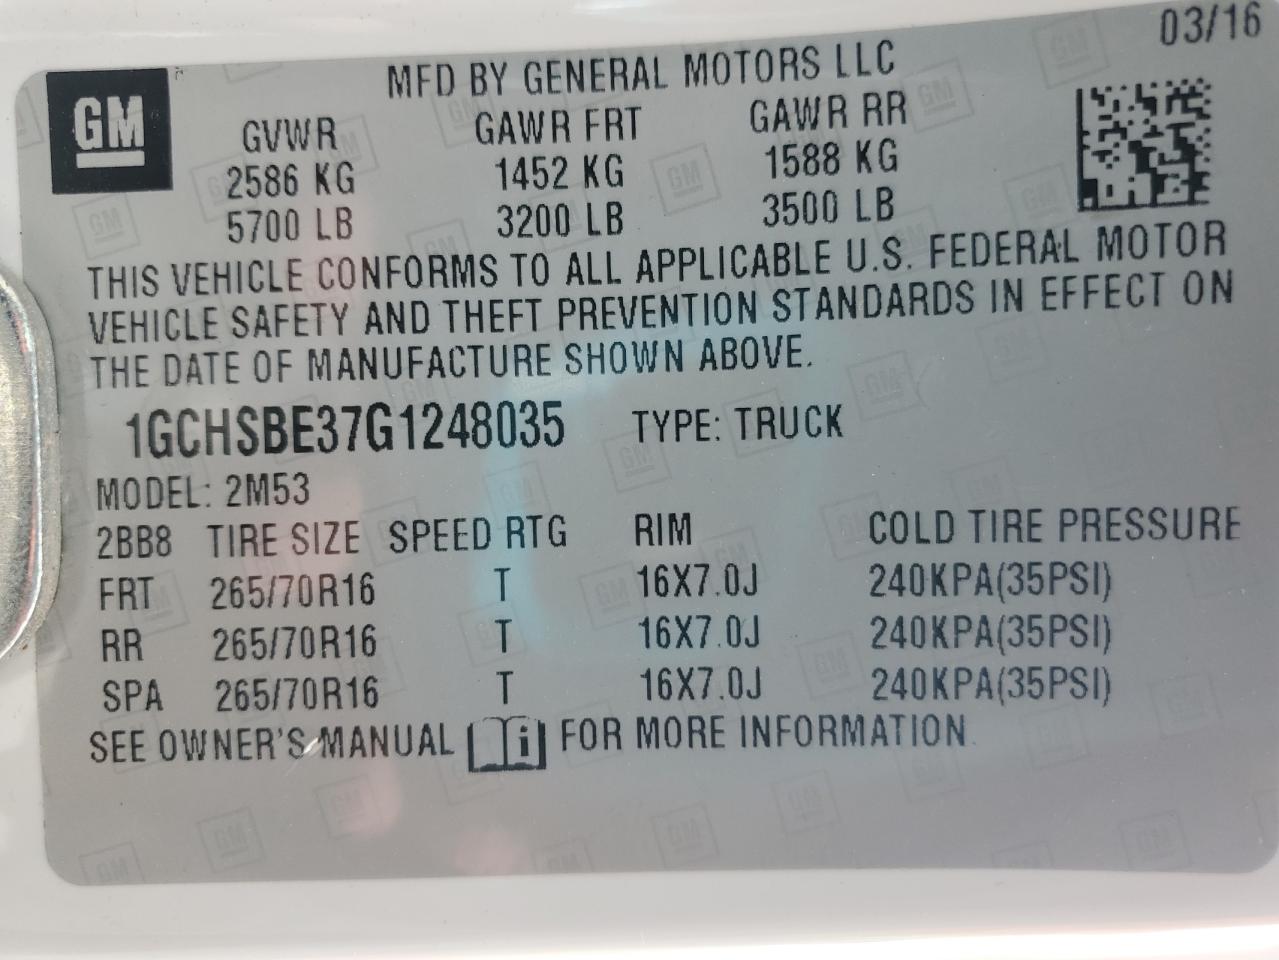 03/16
GM
MFD BY GENERAL MOTORS LLC
GVWR GAWR FRT GAWR RR
2586 KG 1452 KG 1588 KG
5700 LB 3200 LB 3500 LB
THIS VEHICLE CONFORMS TO ALL APPLICABLE U.S. FEDERAL MOTOR
VEHICLE SAFETY AND THEFT PREVENTION STANDARDS IN EFFECT ON
THE DATE OF MANUFACTURE SHOWN ABOVE.
1GCHSBE37G1248035 TYPE: TRUCK
MODEL: 2M53
2BB8 TIRE SIZE SPEED RTG RIM COLD TIRE PRESSURE
FRT 265/70R16 T 16X7.0J 240KPA(35PSI)
RR 265/70R16 T 16X7.0J 240KPA(35PSI)
SPA 265/70R16 T 16X7.0J 240KPA(35PSI)
SEE OWNER'S MANUAL i FOR MORE INFORMATION.